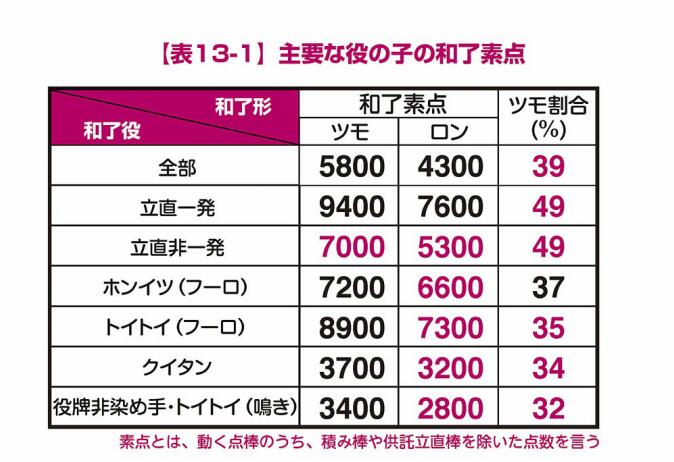 【表13-1】主要な役の子の和了素点
和了形 和了素点 ツモ割合
和了役 ツモ ロン (%)
全部 5800 4300 39
立直一発 9400 7600 49
立直非一発 7000 5300 49
ホンイツ(フーロ) 7200 6600 37
トイトイ(フーロ) 8900 7300 35
クイタン 3700 3200 34
役牌非染め手・トイトイ(鳴き) 3400 2800 32
素点とは、動く点棒のうち、積み棒や供託立直棒を除いた点数を言う